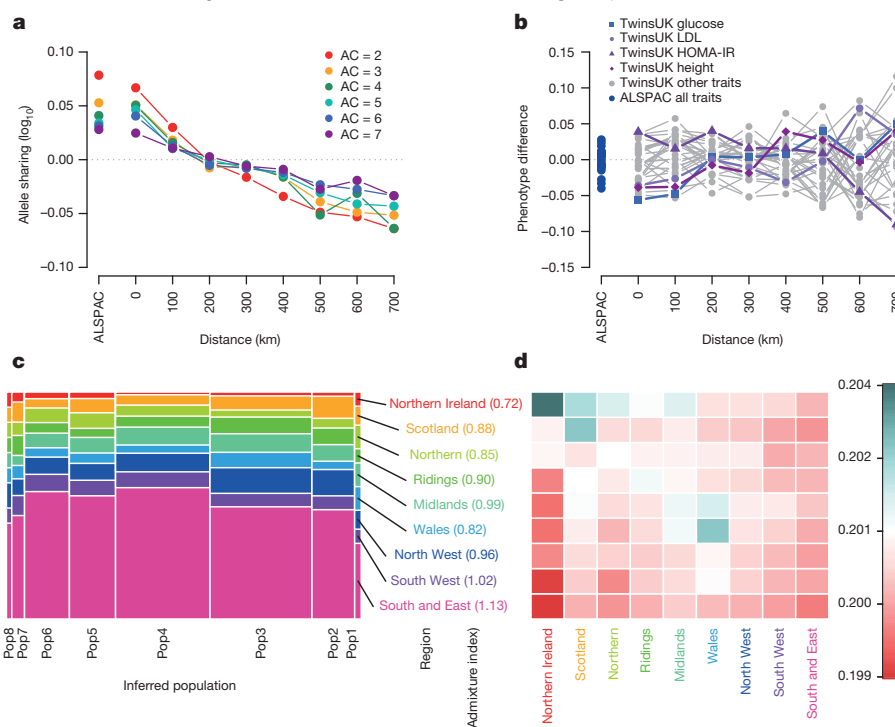 a
Allele sharing (log10)
0.10
0.05
0.00
−0.05
−0.10
AC = 2
AC = 3
AC = 4
AC = 5
AC = 6
AC = 7
ALSPAC
0
100
200
300
400
500
600
700
Distance (km)
b
Phenotype difference
0.15
0.10
0.05
0.00
−0.05
−0.10
−0.15
TwinsUK glucose
TwinsUK LDL
TwinsUK HOMA-IR
TwinsUK height
TwinsUK other traits
ALSPAC all traits
ALSPAC
0
100
200
300
400
500
600
Distance (km)
c
Northern Ireland (0.72)
Scotland (0.88)
Northern (0.85)
Ridings (0.90)
Midlands (0.99)
Wales (0.82)
North West (0.96)
South West (1.02)
South and East (1.13)
Pop8
Pop7
Pop6
Pop5
Pop4
Pop3
Pop2
Pop1
Inferred population
Region
Admixture index)
d
0.204
0.202
0.201
0.200
0.199
Northern Ireland
Scotland
Northern
Ridings
Midlands
Wales
North West
South West
South and East